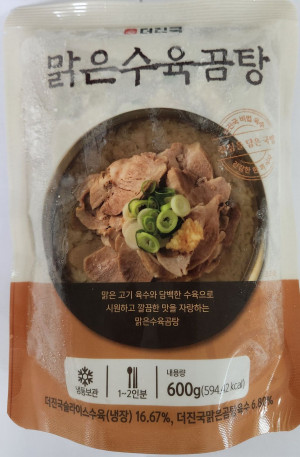 더진국
맑은수육곰탕
맑은 고기 육수와 담백한 수육으로
시원하고 깔끔한 맛을 자랑하는
맑은수육곰탕
냉동보관
1~2인분
내용량
600g(594.42kcal)
더진국슬라이스수육(냉장) 16.67%, 더진국맑은곰탕육수 6.80%